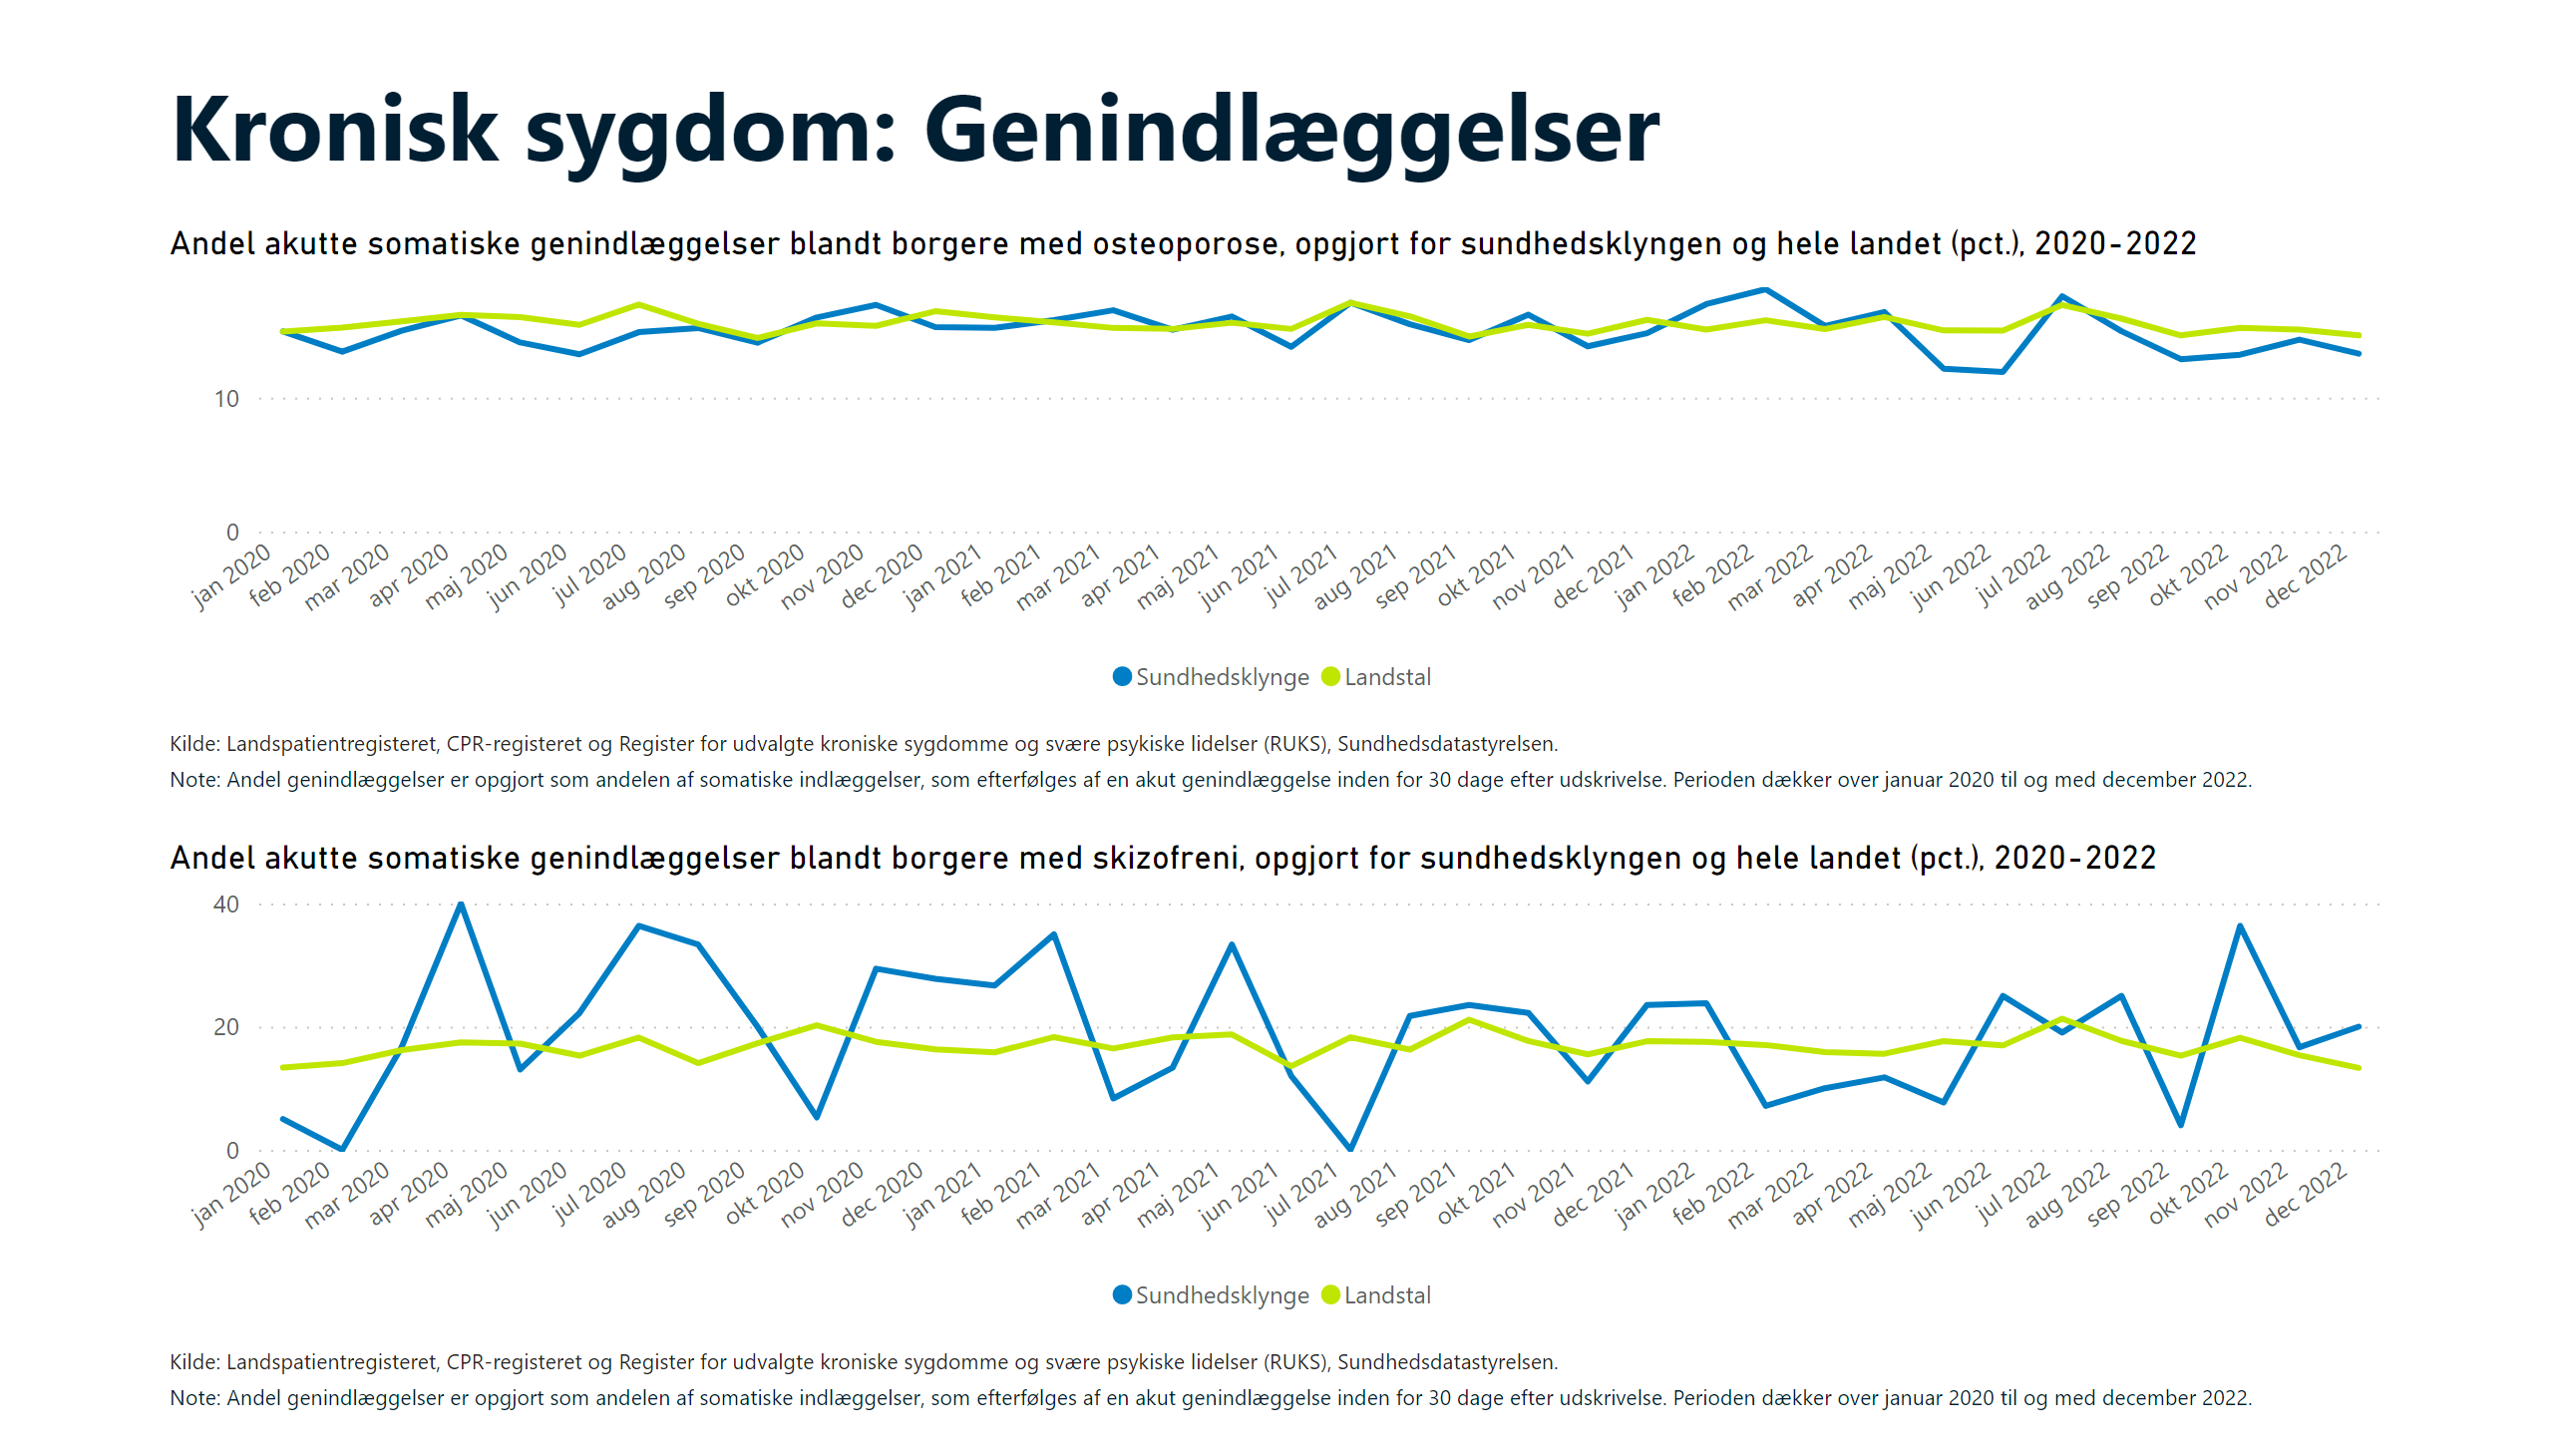 Kronisk sygdom: Genindlæggelser
Andel akutte somatiske genindlæggelser blandt borgere med osteoporose, opgjort for sundhedsklyngen og hele landet (pct.), 2020-2022
10
0
jan 2020
feb 2020
mar 2020
apr 2020
maj 2020
jun 2020
jul 2020
aug 2020
sep 2020
okt 2020
nov 2020
dec 2020
jan 2021
feb 2021
mar 2021
apr 2021
maj 2021
jun 2021
jul 2021
aug 2021
sep 2021
okt 2021
nov 2021
dec 2021
jan 2022
feb 2022
mar 2022
apr 2022
maj 2022
jun 2022
jul 2022
aug 2022
sep 2022
okt 2022
nov 2022
dec 2022
Sundhedsklynge Landstal
Kilde: Landspatientregisteret, CPR-registeret og Register for udvalgte kroniske sygdomme og svære psykiske lidelser (RUKS), Sundhedsdatastyrelsen.
Note: Andel genindlæggelser er opgjort som andelen af somatiske indlæggelser, som efterfølges af en akut genindlæggelse inden for 30 dage efter udskrivelse. Perioden dækker over januar 2020 til og med december 2022.
Andel akutte somatiske genindlæggelser blandt borgere med skizofreni, opgjort for sundhedsklyngen og hele landet (pct.), 2020-2022
40
20
0
jan 2020
feb 2020
mar 2020
apr 2020
maj 2020
jun 2020
jul 2020
aug 2020
sep 2020
okt 2020
nov 2020
dec 2020
jan 2021
feb 2021
mar 2021
apr 2021
maj 2021
jun 2021
jul 2021
aug 2021
sep 2021
okt 2021
nov 2021
dec 2021
jan 2022
feb 2022
mar 2022
apr 2022
maj 2022
jun 2022
jul 2022
aug 2022
sep 2022
okt 2022
nov 2022
dec 2022
Sundhedsklynge Landstal
Kilde: Landspatientregisteret, CPR-registeret og Register for udvalgte kroniske sygdomme og svære psykiske lidelser (RUKS), Sundhedsdatastyrelsen.
Note: Andel genindlæggelser er opgjort som andelen af somatiske indlæggelser, som efterfølges af en akut genindlæggelse inden for 30 dage efter udskrivelse. Perioden dækker over januar 2020 til og med december 2022.